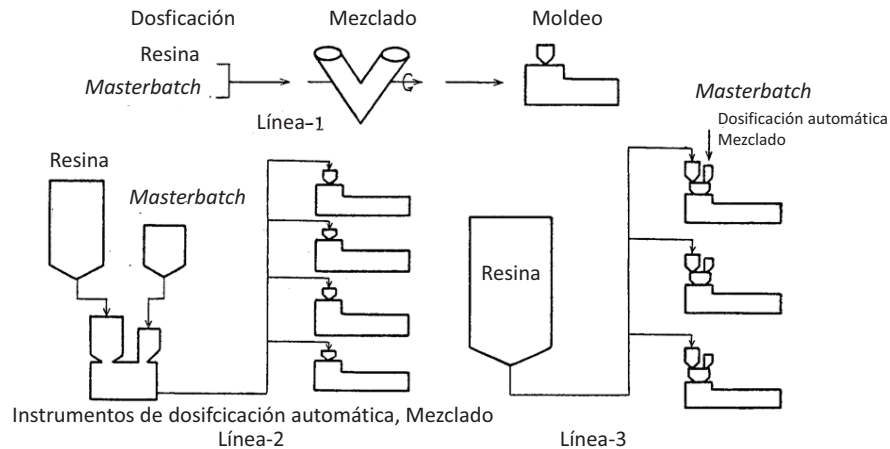 Dosficación Mezclado Moldeo
Resina
Masterbatch
Línea-1
Masterbatch
Dosificación automática
Mezclado
Resina
Masterbatch
Resina
Instrumentos de dosifcicación automática, Mezclado
Línea-2 Línea-3